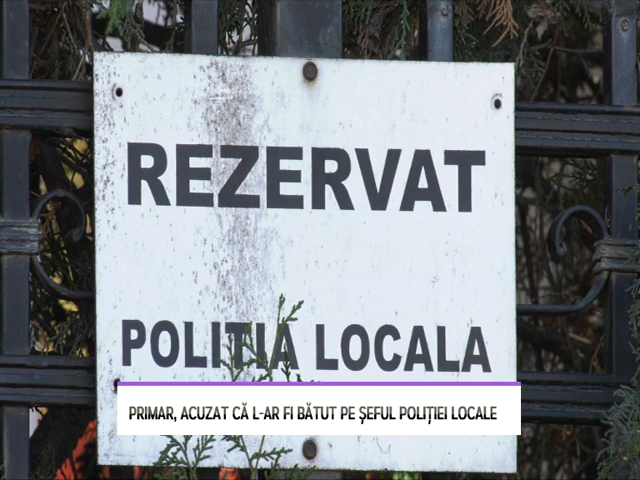 REZERVAT
POLITIA LOCALA
PRIMAR, ACUZAT CĂ L-AR FI BĂTUT PE ȘEFUL POLIȚIEI LOCALE